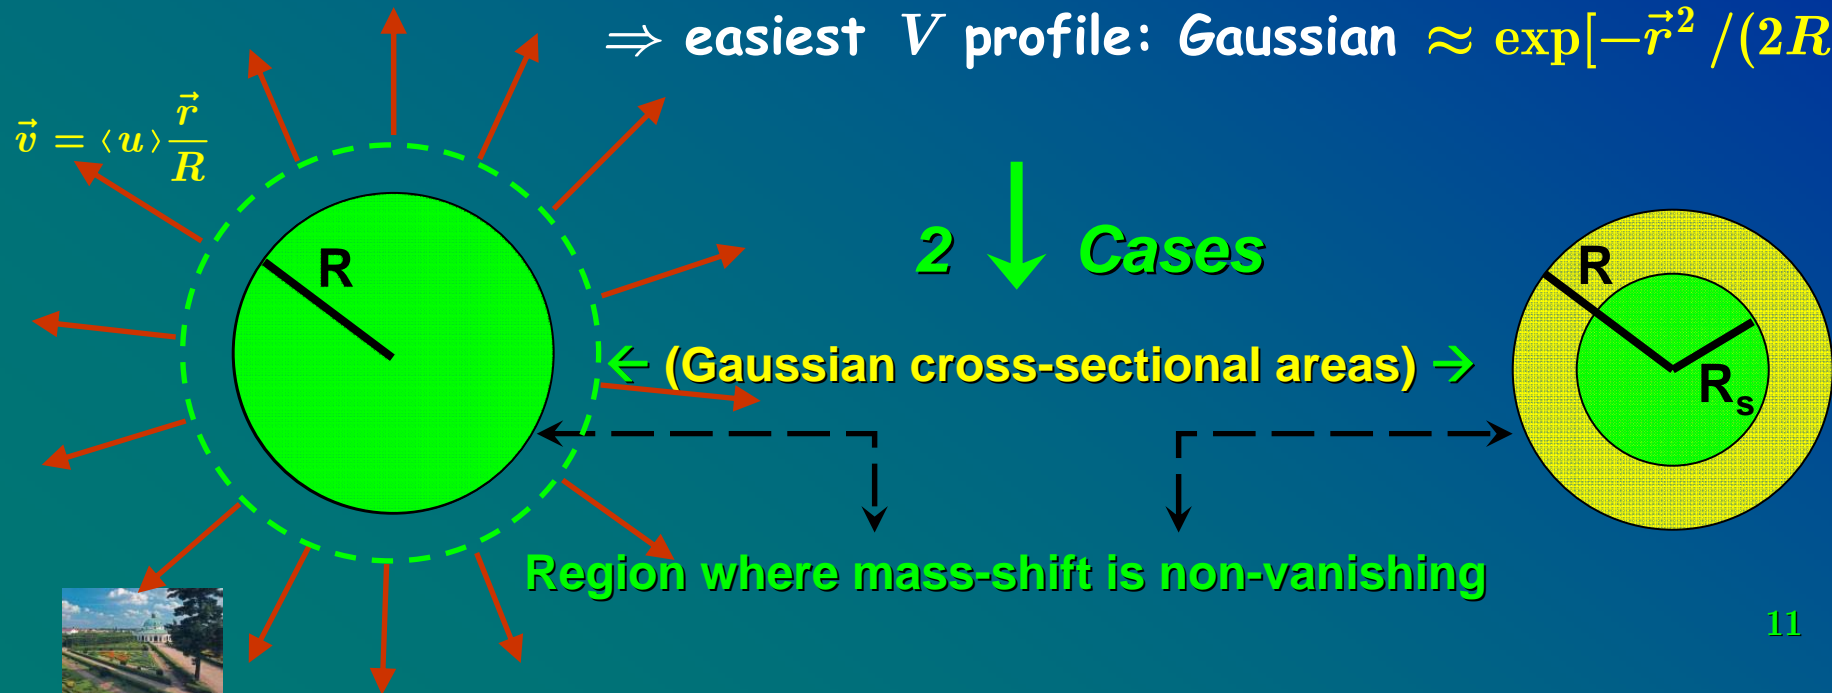 ⇒ easiest V profile: Gaussian ≈ exp[−r⃗² /(2R
v⃗ = ‹u› r⃗/R
R
2 Cases
R
Rₛ
← (Gaussian cross-sectional areas) →
Region where mass-shift is non-vanishing
11